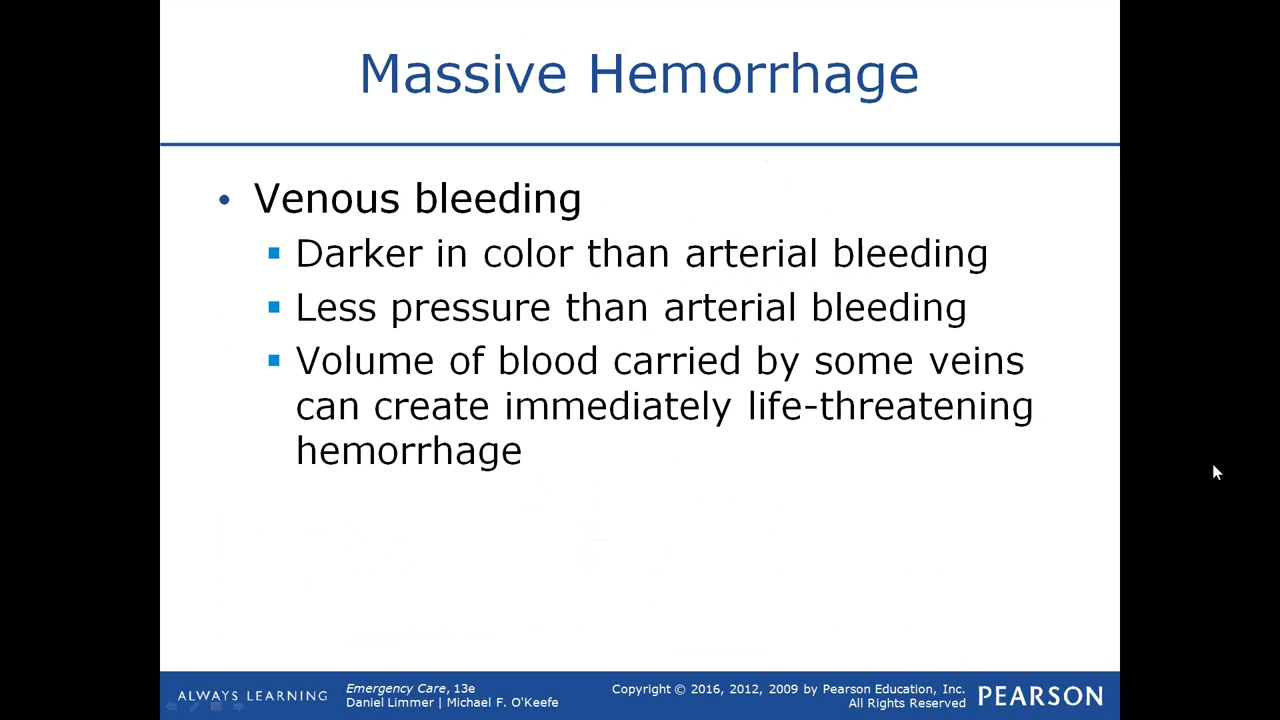 Massive Hemorrhage
• Venous bleeding
▪ Darker in color than arterial bleeding
▪ Less pressure than arterial bleeding
▪ Volume of blood carried by some veins
can create immediately life-threatening
hemorrhage
ALWAYS LEARNING
Emergency Care, 13e
Daniel Limmer | Michael F. O'Keefe
Copyright © 2016, 2012, 2009 by Pearson Education, Inc.
All Rights Reserved
PEARSON